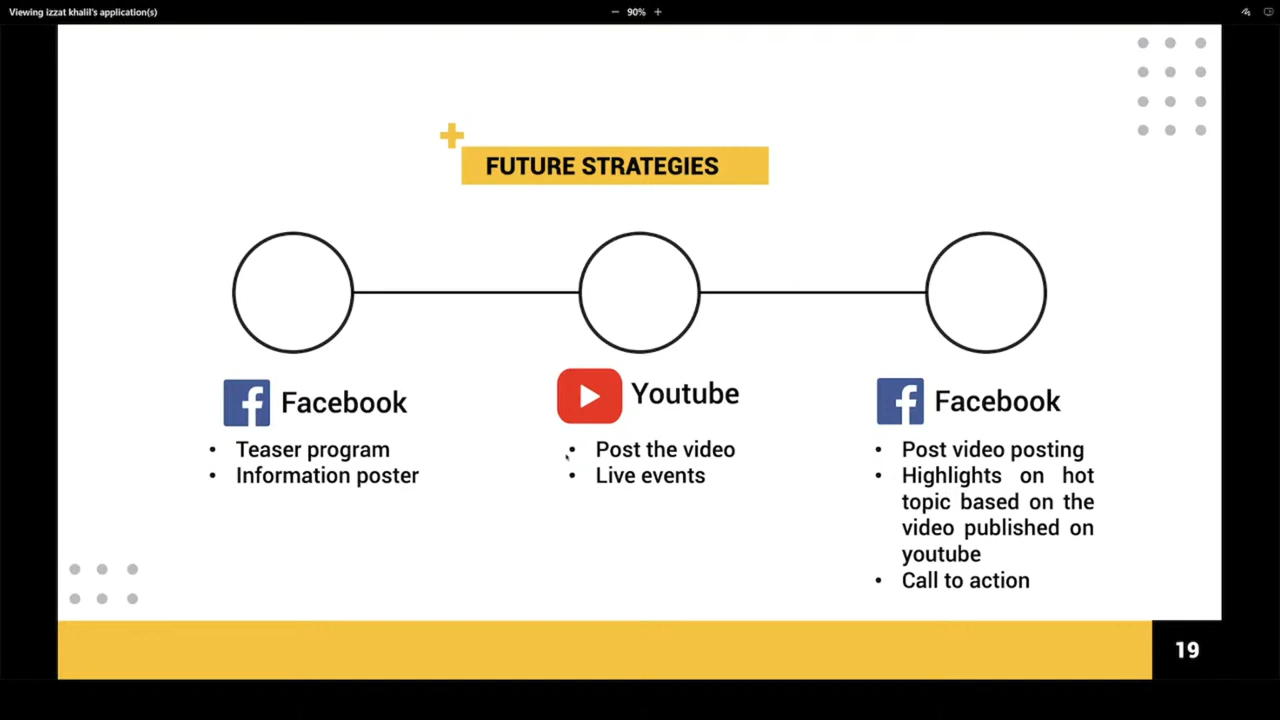 Viewing izzat khalil's application(s)
90%
FUTURE STRATEGIES
Facebook
• Teaser program
• Information poster
Youtube
• Post the video
• Live events
Facebook
• Post video posting
• Highlights on hot
topic based on the
video published on
youtube
• Call to action
19